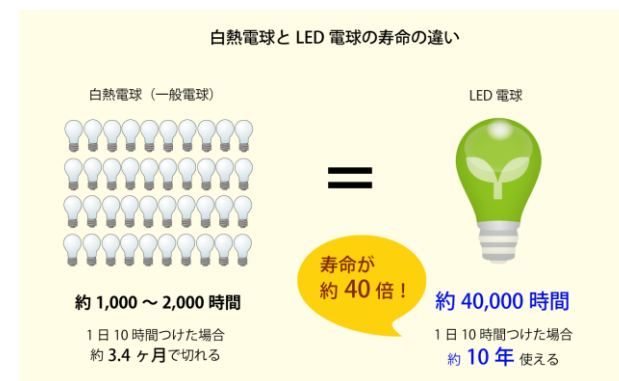 白熱電球と LED 電球の寿命の違い
白熱電球（一般電球）
LED 電球
=
寿命が
約 40 倍！
約 1,000 ～ 2,000 時間
1 日 10 時間つけた場合
約 3.4 ヶ月で切れる
約 40,000 時間
1 日 10 時間つけた場合
約 10 年 使える